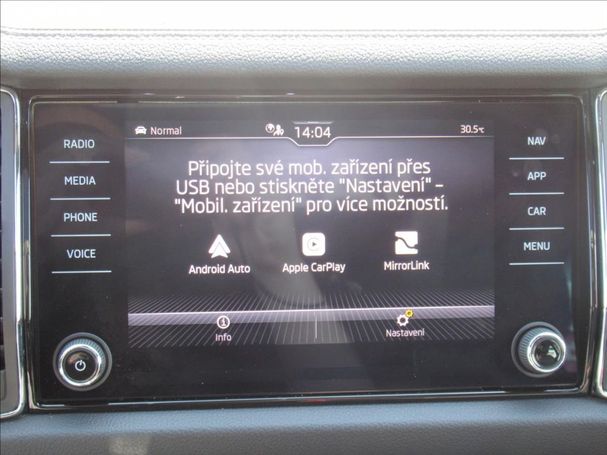 RADIO
MEDIA
PHONE
VOICE
Normal
14:04
30.5°C
Připojte své mob. zařízení přes
USB nebo stiskněte "Nastavení" –
"Mobil. zařízení" pro více možností.
Android Auto
Apple CarPlay
MirrorLink
Info
Nastavení
NAV
APP
CAR
MENU